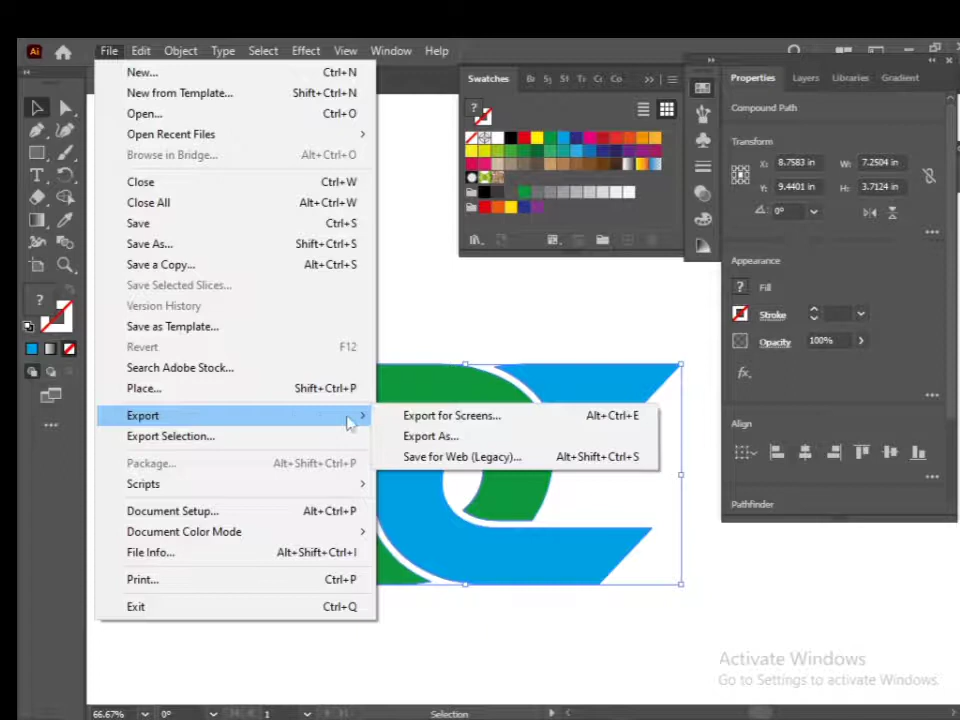 Ai File Edit Object Type Select Effect View Window Help
New... Ctrl+N
New from Template... Shift+Ctrl+N
Open... Ctrl+O
Open Recent Files
Browse in Bridge... Alt+Ctrl+O
Close Ctrl+W
Close All Alt+Ctrl+W
Save Ctrl+S
Save As... Shift+Ctrl+S
Save a Copy... Alt+Ctrl+S
Save Selected Slices...
Version History
Save as Template...
Revert F12
Search Adobe Stock...
Place... Shift+Ctrl+P
Export
Export Selection...
Package... Alt+Shift+Ctrl+P
Scripts
Document Setup... Alt+Ctrl+P
Document Color Mode
File Info... Alt+Shift+Ctrl+I
Print... Ctrl+P
Exit Ctrl+Q
Export for Screens... Alt+Ctrl+E
Export As...
Save for Web (Legacy)... Alt+Shift+Ctrl+S
Swatches Br Sy St Tr Co
Properties Layers Libraries Gradient
Compound Path
Transform
X: 8.7583 in W: 7.2504 in
Y: 9.4401 in H: 3.7124 in
0°
Appearance
? Fill
Stroke
Opacity 100%
fx
Align
Pathfinder
Activate Windows
Go to Settings to activate Windows.
66.67% 0° 1 Selection